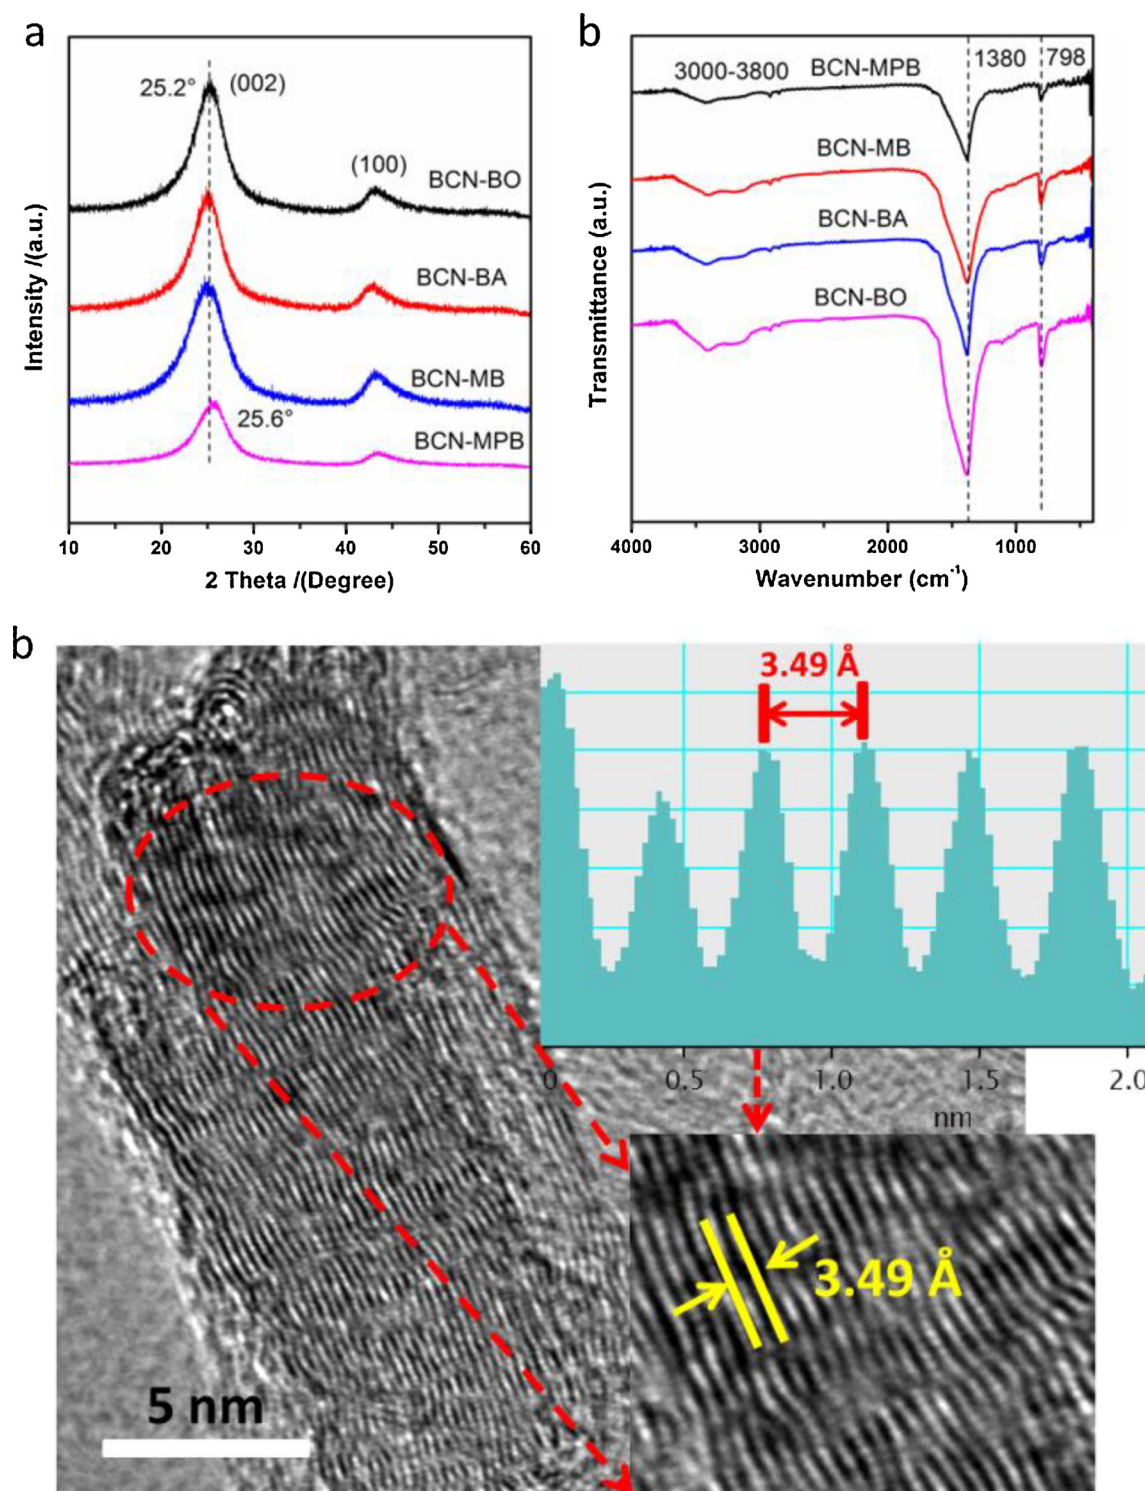 a
25.2°
(002)
(100)
BCN-BO
BCN-BA
BCN-MB
25.6°
BCN-MPB
Intensity /(a.u.)
10 20 30 40 50 60
2 Theta /(Degree)
b
3000-3800
BCN-MPB
1380
798
BCN-MB
BCN-BA
BCN-BO
Transmittance (a.u.)
4000 3000 2000 1000
Wavenumber (cm⁻¹)
b
3.49 Å
0 0.5 1.0 1.5 2.0
nm
3.49 Å
5 nm